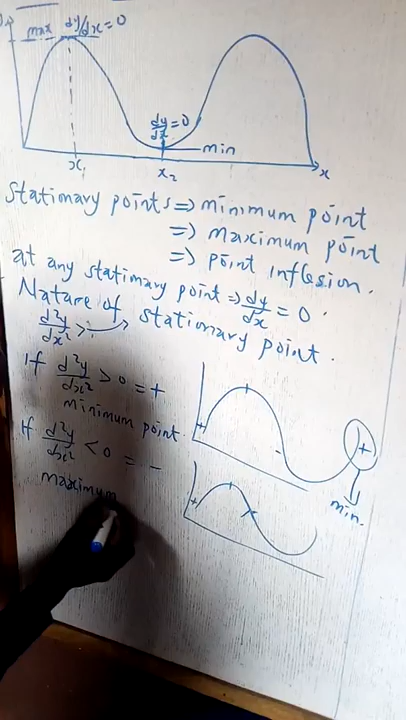 max dy/dx = 0
dy/dx = 0
min
x
x₂
x
Stationary points ⇒ minimum point
⇒ maximum point
⇒ point inflesion.
at any stationary point ⇒ dy/dx = 0.
Nature of stationary point.
d²y/dx² >
If d²y/dx² > 0 = +
minimum point.
If d²y/dx² < 0 = -
maximum
+
-
+
min.
+